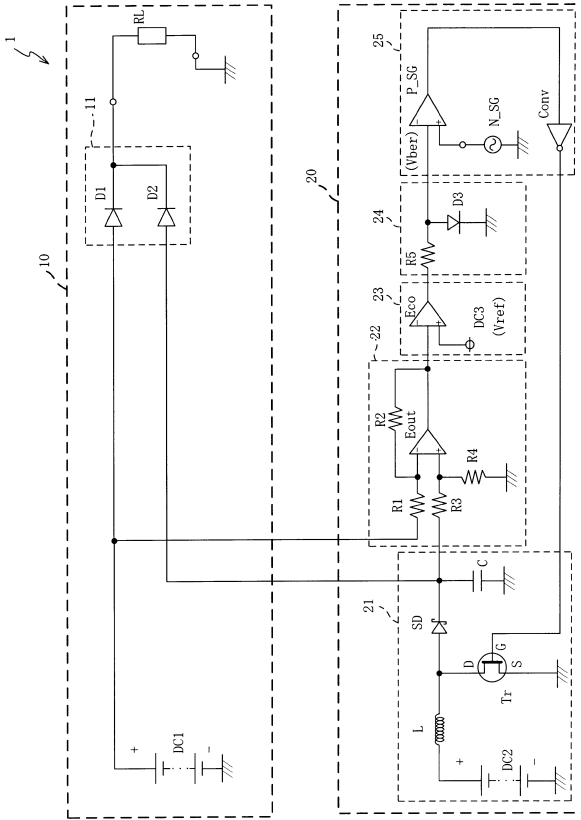 1
10
11
D1
D2
RL
DC1
+
-
20
21
L
SD
C
D
G
S
Tr
DC2
+
-
22
R1
R2
R3
R4
Eout
-
+
23
Eco
-
+
DC3
(Vref)
24
R5
D3
25
P_SG
(Vber)
-
+
N_SG
Conv